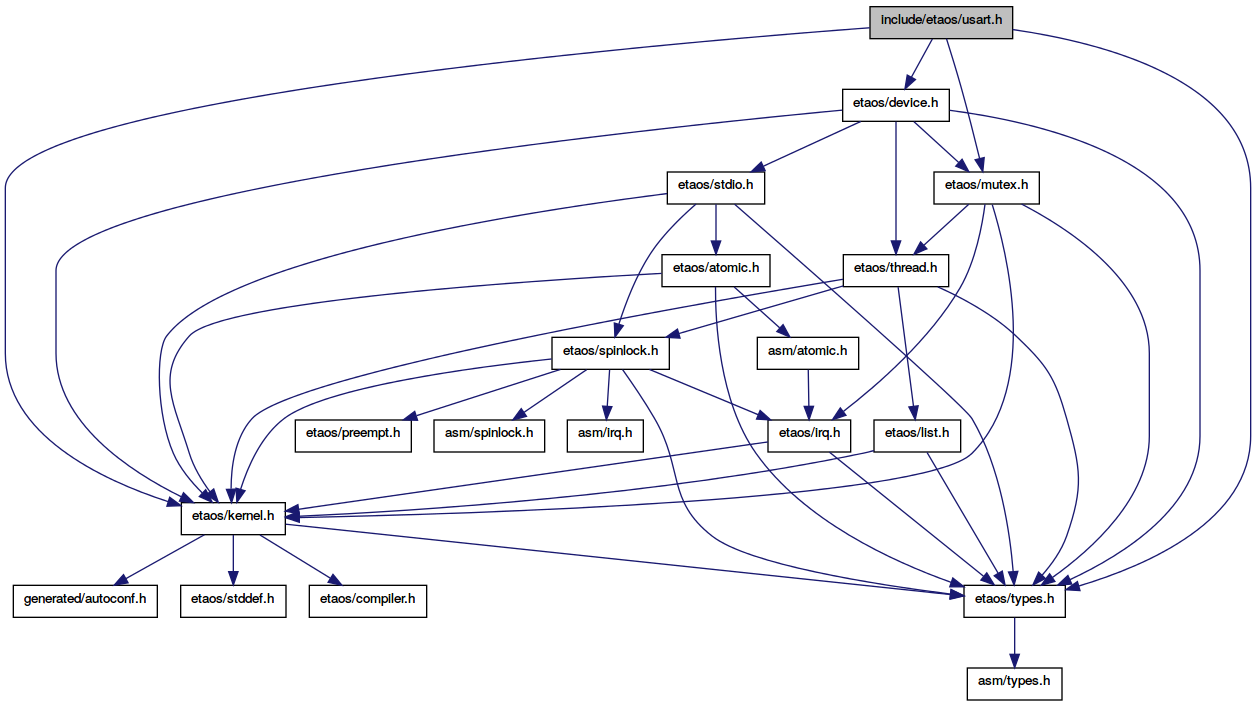 include/etaos/usart.h
etaos/device.h
etaos/stdio.h
etaos/mutex.h
etaos/atomic.h
etaos/thread.h
etaos/spinlock.h
asm/atomic.h
etaos/preempt.h
asm/spinlock.h
asm/irq.h
etaos/irq.h
etaos/list.h
etaos/kernel.h
generated/autoconf.h
etaos/stddef.h
etaos/compiler.h
etaos/types.h
asm/types.h